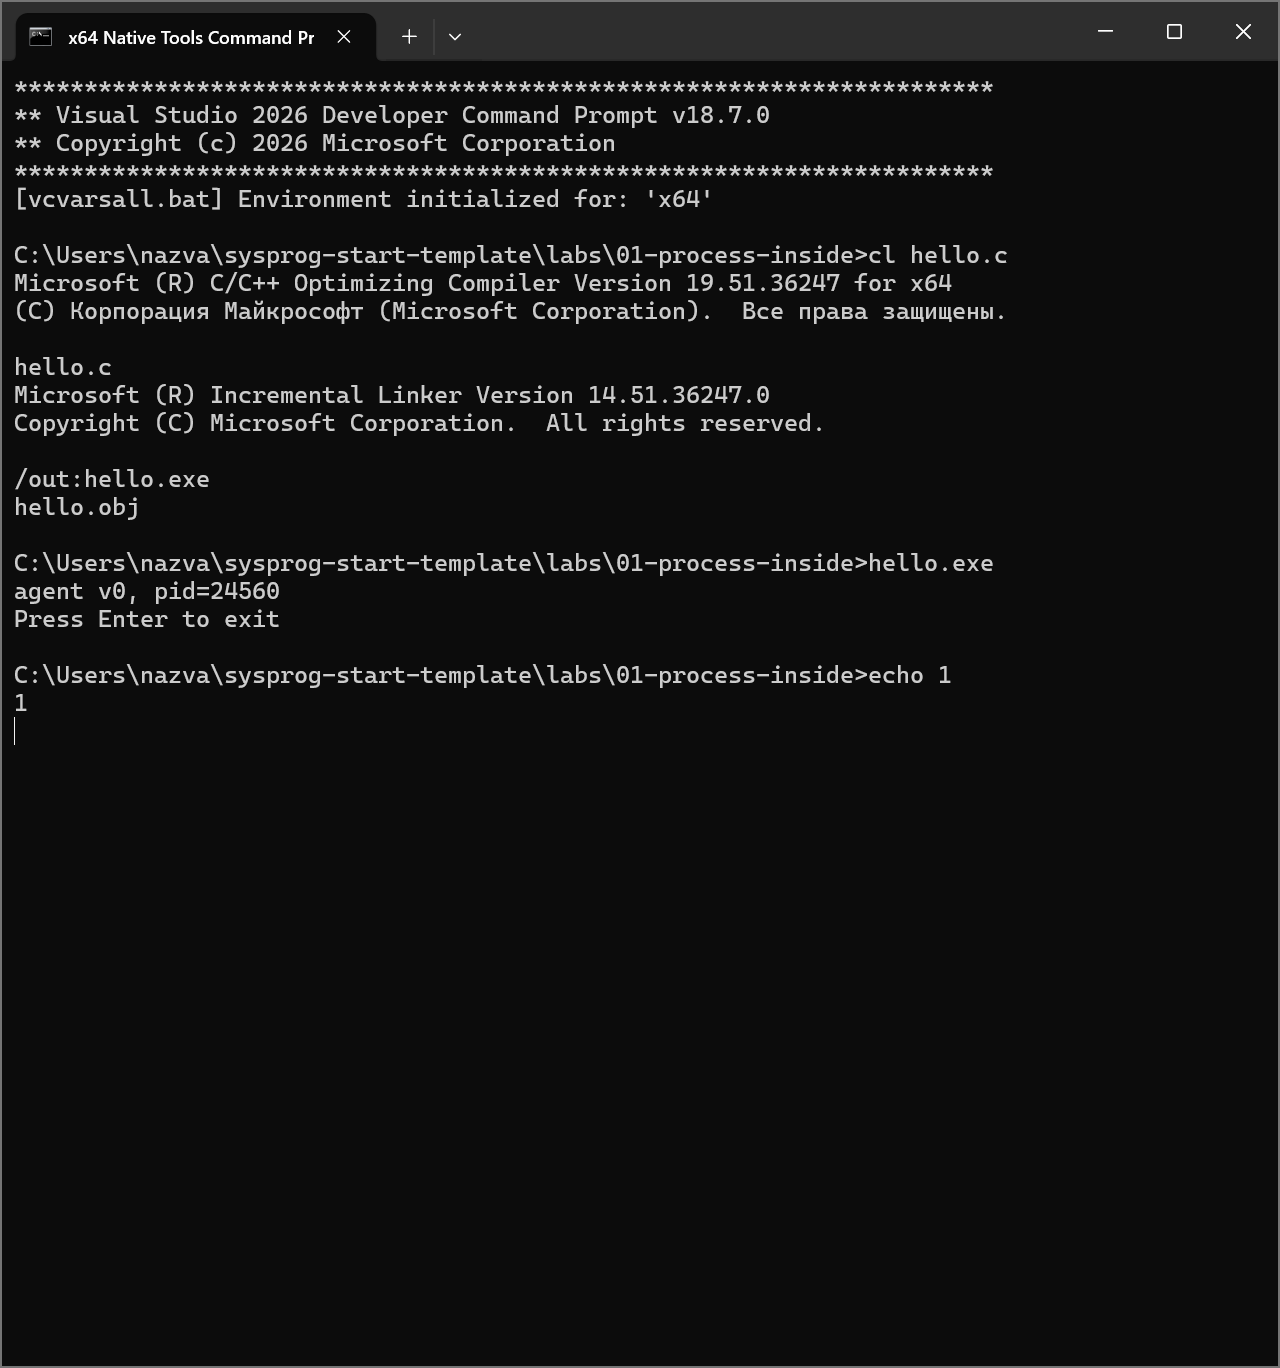 x64 Native Tools Command Pr
**********************************************************************
** Visual Studio 2026 Developer Command Prompt v18.7.0
** Copyright (c) 2026 Microsoft Corporation
**********************************************************************
[vcvarsall.bat] Environment initialized for: 'x64'
C:\Users\nazva\sysprog-start-template\labs\01-process-inside>cl hello.c
Microsoft (R) C/C++ Optimizing Compiler Version 19.51.36247 for x64
(C) Корпорация Майкрософт (Microsoft Corporation).  Все права защищены.
hello.c
Microsoft (R) Incremental Linker Version 14.51.36247.0
Copyright (C) Microsoft Corporation.  All rights reserved.
/out:hello.exe
hello.obj
C:\Users\nazva\sysprog-start-template\labs\01-process-inside>hello.exe
agent v0, pid=24560
Press Enter to exit
C:\Users\nazva\sysprog-start-template\labs\01-process-inside>echo 1
1